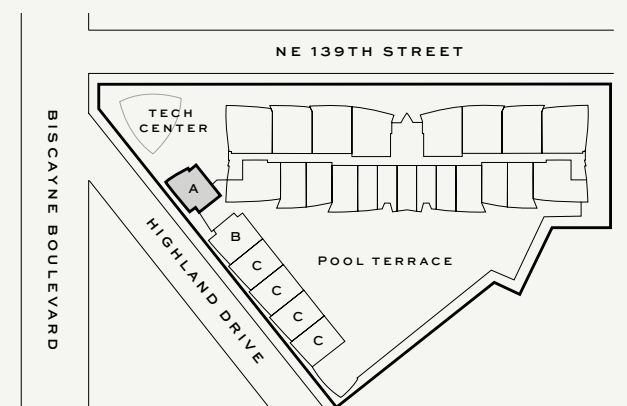 NE 139TH STREET
BISCAYNE BOULEVARD
TECH
CENTER
A
HIGHLAND DRIVE
B
C
C
C
C
POOL TERRACE